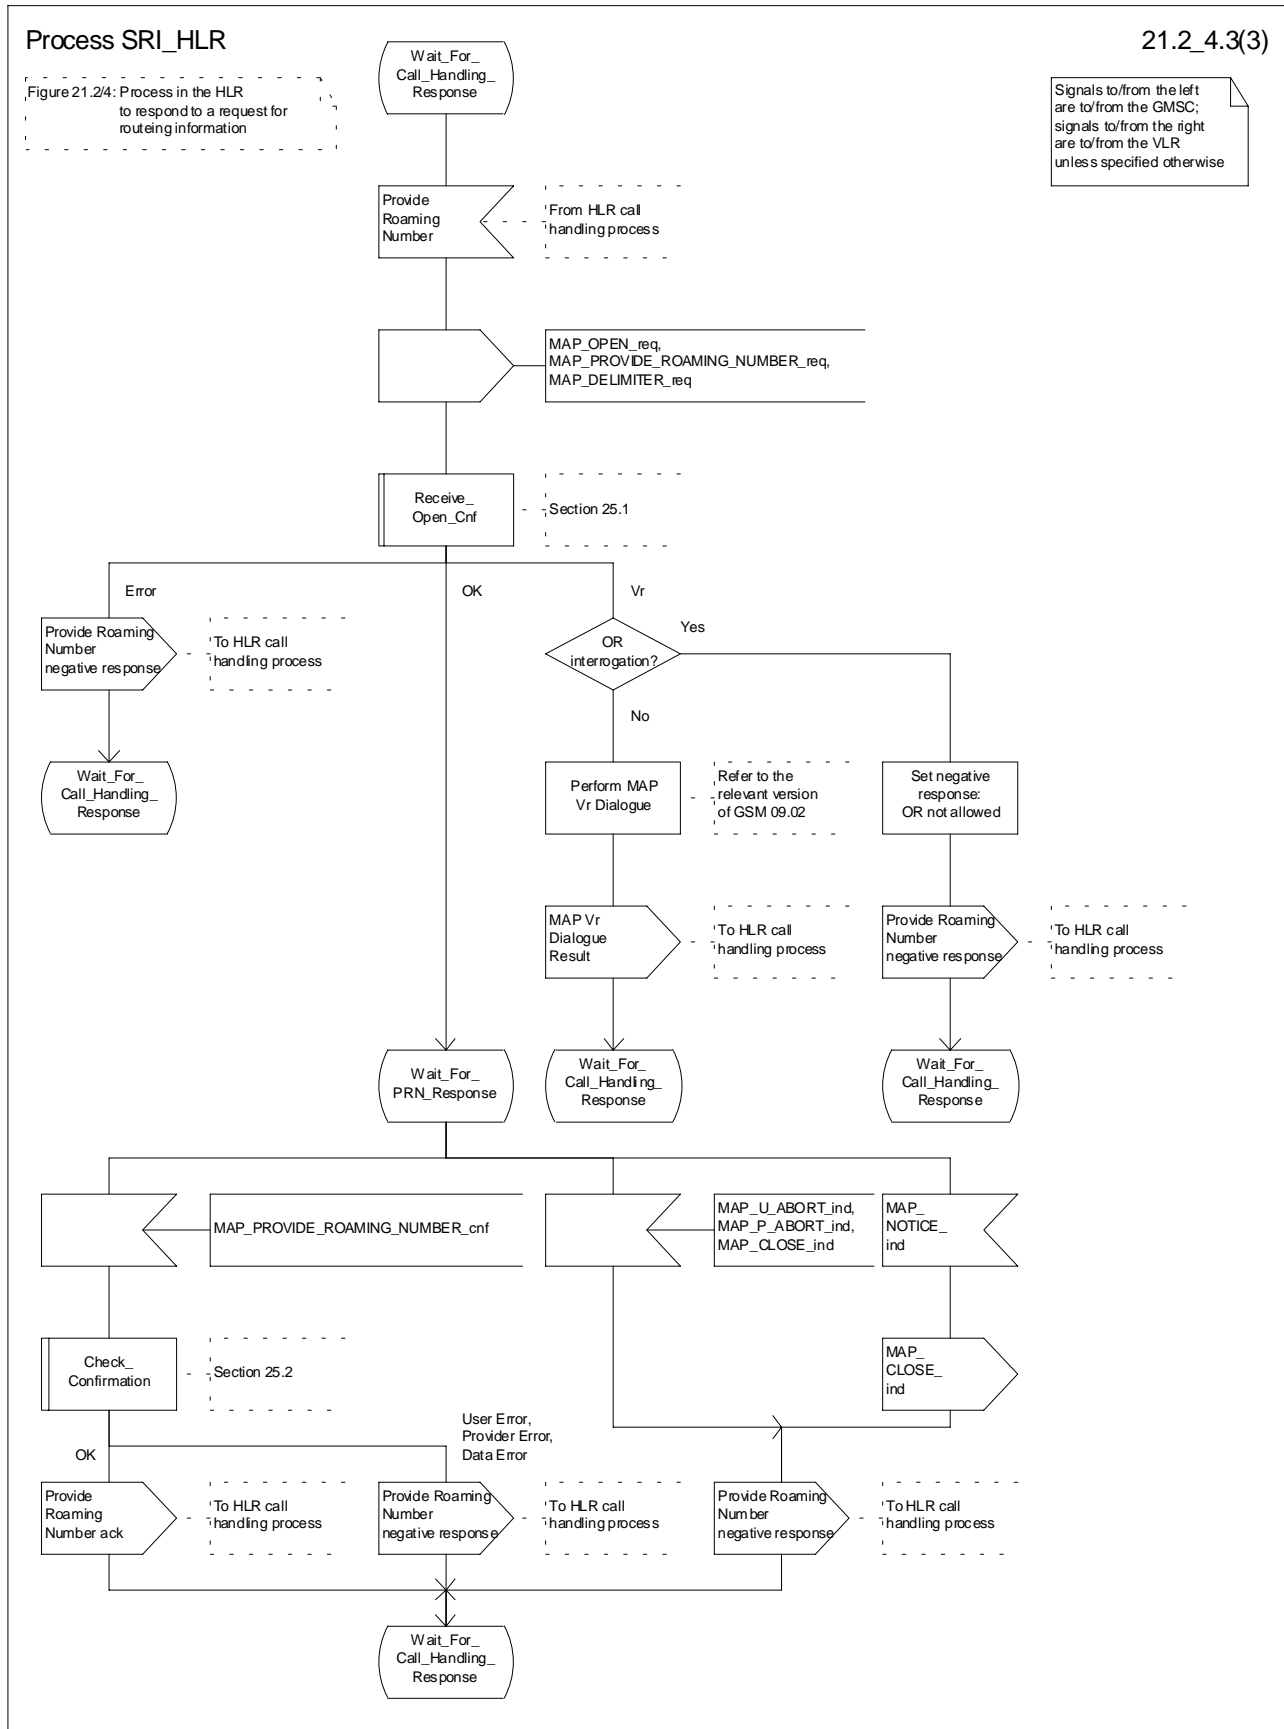 Process SRI_HLR
21.2_4.3(3)
Figure 21.2/4: Process in the HLR
to respond to a request for
routeing information
Wait_For_
Call_Handling_
Response
Signals to/from the left
are to/from the GMSC;
signals to/from the right
are to/from the VLR
unless specified otherwise
Provide
Roaming
Number
From HLR call
handling process
MAP_OPEN_req,
MAP_PROVIDE_ROAMING_NUMBER_req,
MAP_DELIMITER_req
Receive_
Open_Cnf
Section 25.1
Error
OK
Vr
Provide Roaming
Number
negative response
To HLR call
handling process
OR
interrogation?
Yes
No
Wait_For_
Call_Handling_
Response
Perform MAP
Vr Dialogue
Refer to the
relevant version
of GSM 09.02
Set negative
response:
OR not allowed
MAP Vr
Dialogue
Result
To HLR call
handling process
Provide Roaming
Number
negative response
To HLR call
handling process
Wait_For_
PRN_Response
Wait_For_
Call_Handling_
Response
Wait_For_
Call_Handling_
Response
MAP_PROVIDE_ROAMING_NUMBER_cnf
MAP_U_ABORT_ind,
MAP_P_ABORT_ind,
MAP_CLOSE_ind
MAP_
NOTICE_
ind
Check_
Confirmation
Section 25.2
MAP_
CLOSE_
ind
OK
User Error,
Provider Error,
Data Error
Provide
Roaming
Number ack
To HLR call
handling process
Provide Roaming
Number
negative response
To HLR call
handling process
Provide Roaming
Number
negative response
To HLR call
handling process
Wait_For_
Call_Handling_
Response